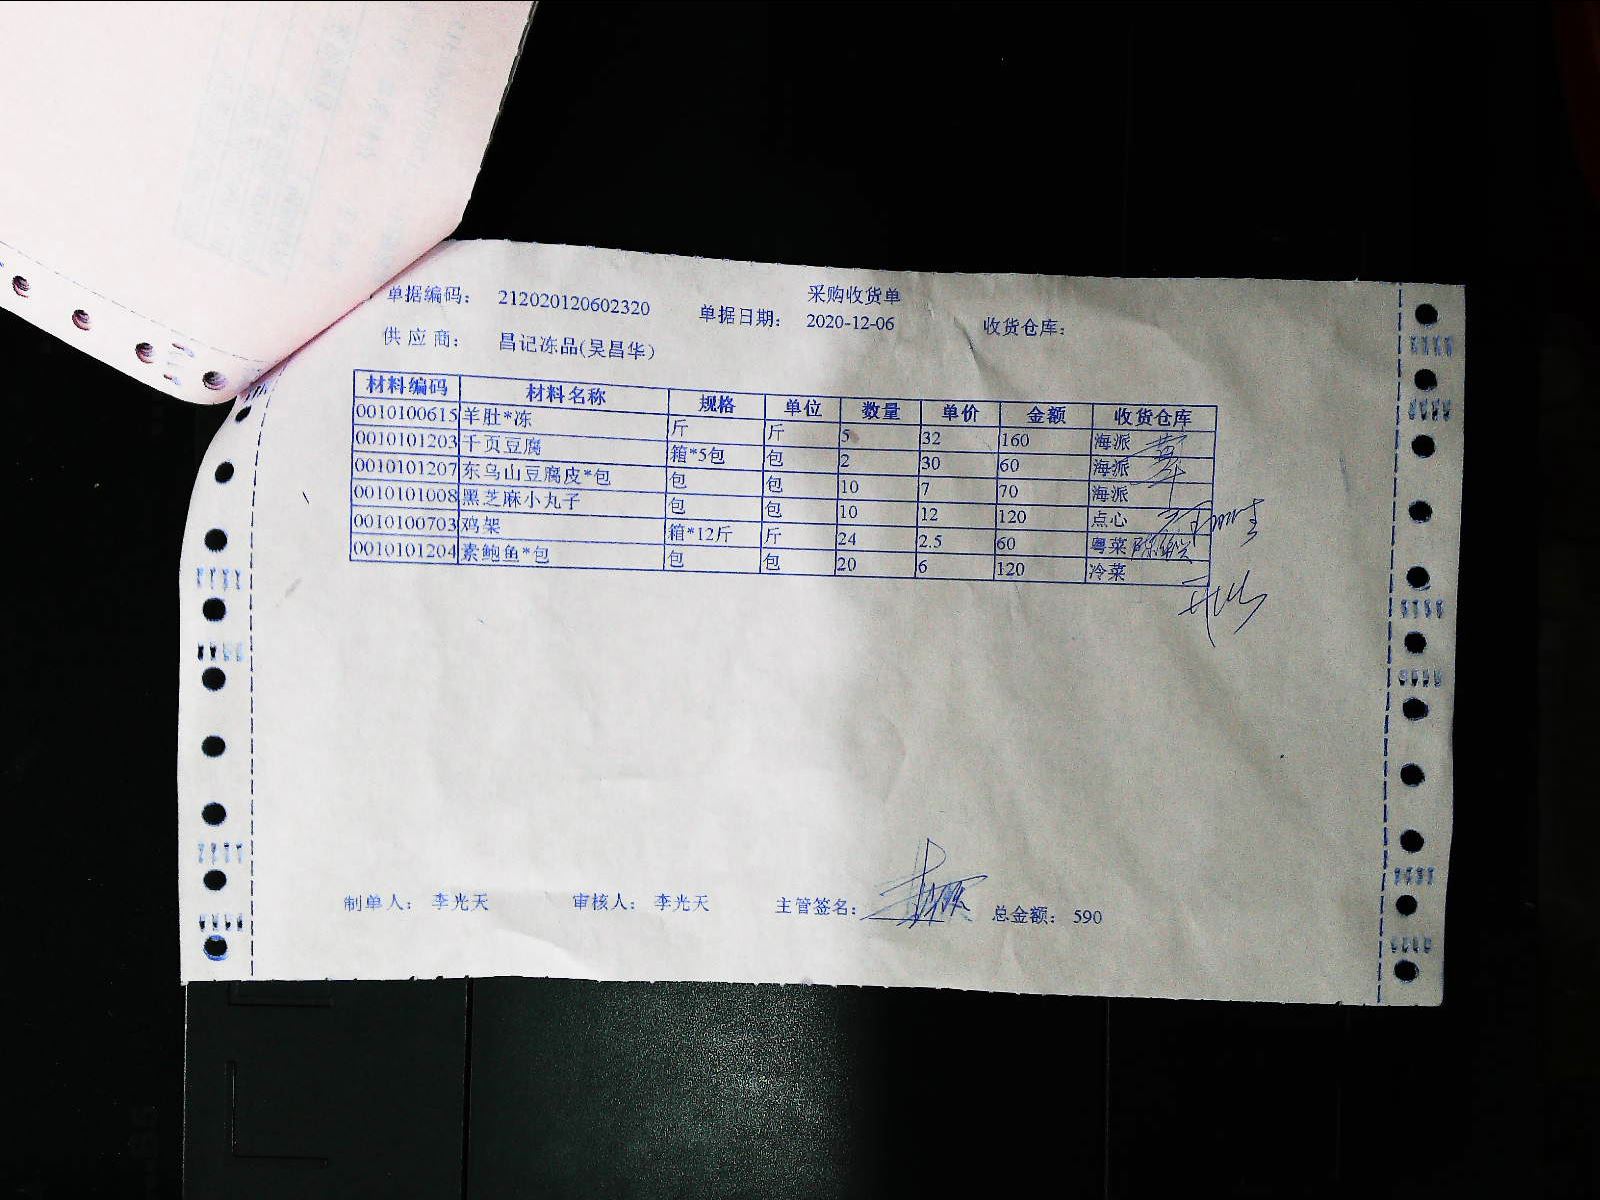 采购收货单
单据编码： 212020120602320 单据日期： 2020-12-06 收货仓库：
供应商： 昌记冻品(吴昌华)
材料编码 材料名称 规格 单位 数量 单价 金额 收货仓库
0010100615 羊肚*冻 斤 斤 5 32 160 海派
0010101203 千页豆腐 箱*5包 包 2 30 60 海派
0010101207 东乌山豆腐皮*包 包 包 10 7 70 海派
0010101008 黑芝麻小丸子 包 包 10 12 120 点心
0010100703 鸡架 箱*12斤 斤 24 2.5 60 粤菜
0010101204 素鲍鱼*包 包 包 20 6 120 冷菜
制单人： 李光天 审核人： 李光天 主管签名： 总金额： 590